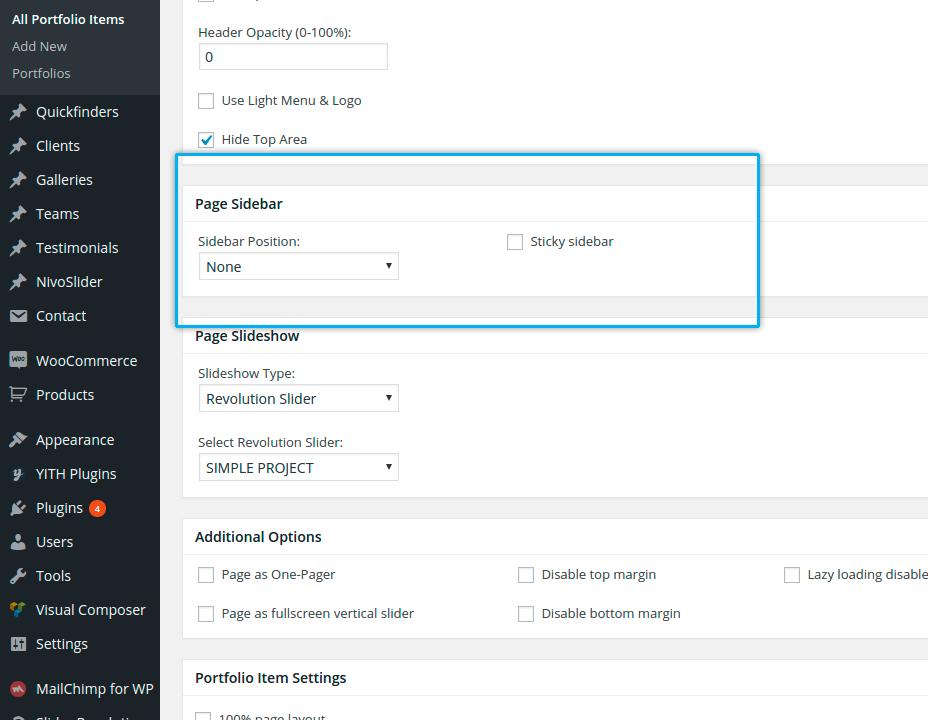 All Portfolio Items
Add New
Portfolios
Quickfinders
Clients
Galleries
Teams
Testimonials
NivoSlider
Contact
WOO WooCommerce
Products
Appearance
YITH Plugins
Plugins 4
Users
Tools
Visual Composer
Settings
MailChimp for WP
Header Opacity (0-100%):
0
Use Light Menu & Logo
Hide Top Area
Page Sidebar
Sidebar Position:
None
Sticky sidebar
Page Slideshow
Slideshow Type:
Revolution Slider
Select Revolution Slider:
SIMPLE PROJECT
Additional Options
Page as One-Pager
Disable top margin
Lazy loading disable
Page as fullscreen vertical slider
Disable bottom margin
Portfolio Item Settings
100% page layout